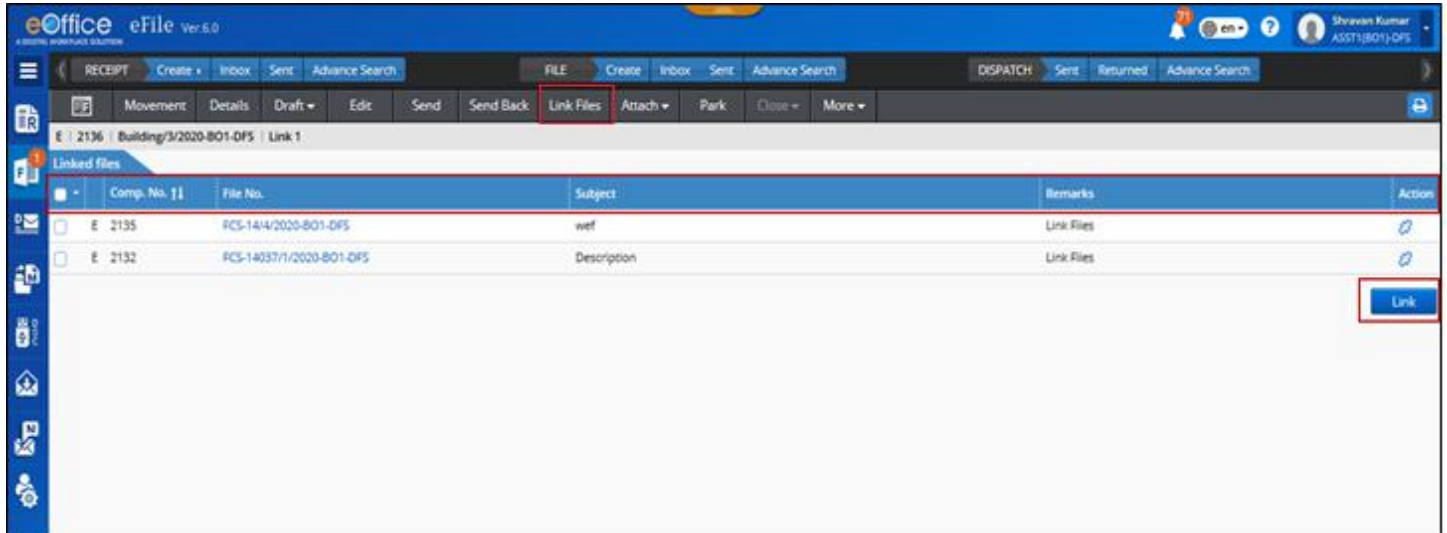 eOffice eFile Ver.6.0 71 en ? Shravan Kumar
A DIGITAL WORKPLACE SOLUTION ASST1(BO1)-DFS
RECEIPT Create Inbox Sent Advance Search FILE Create Inbox Sent Advance Search DISPATCH Sent Returned Advance Search
Movement Details Draft Edit Send Send Back Link Files Attach Park Close More
E | 2136 | Building/3/2020-BO1-DFS | Link 1
Linked files
Comp. No. File No. Subject Remarks Action
E 2135 FCS-14/4/2020-BO1-DFS wef Link Files
E 2132 FCS-14037/1/2020-BO1-DFS Description Link Files
Link
R
F 1
D
N
N